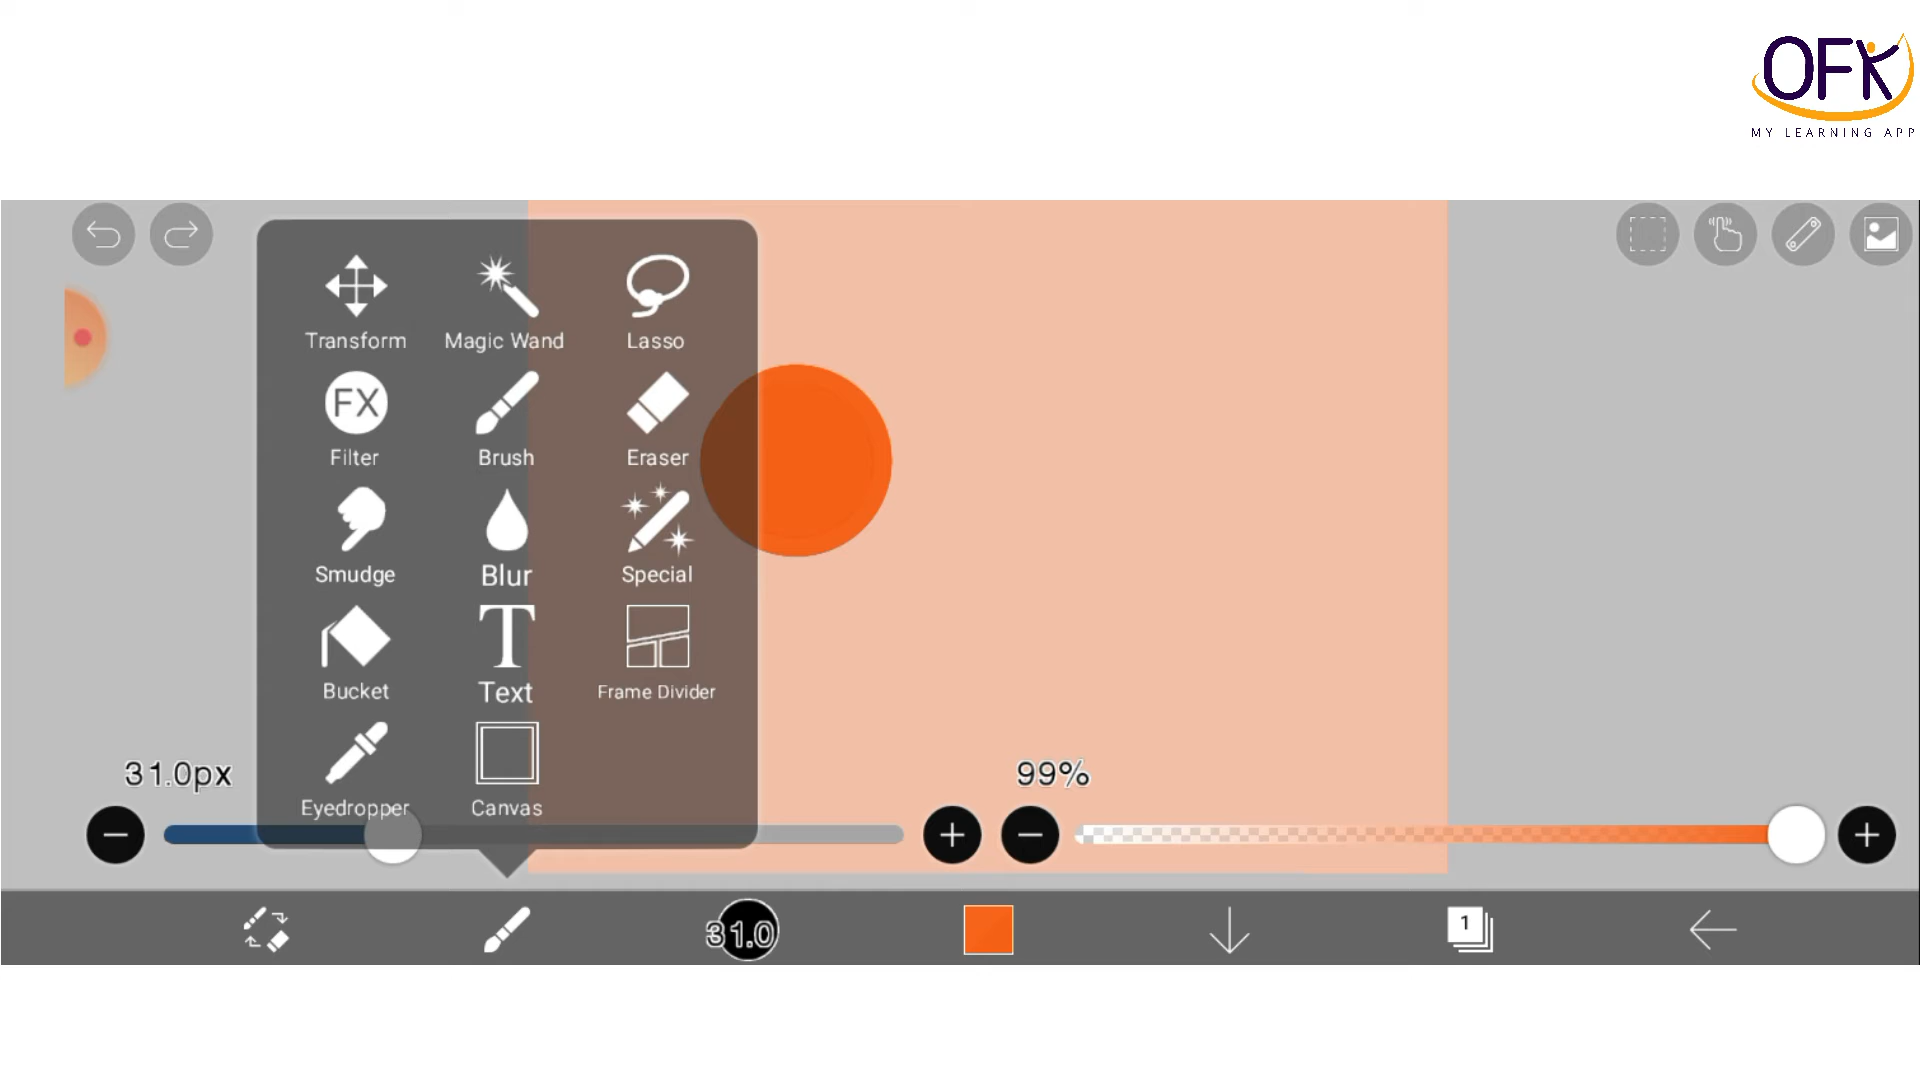 OFK
MY LEARNING APP
Transform
Magic Wand
Lasso
FX
Filter
Brush
Eraser
Smudge
Blur
Special
T
Bucket
Text
Frame Divider
Eyedropper
Canvas
31.0px
99%
31.0
1